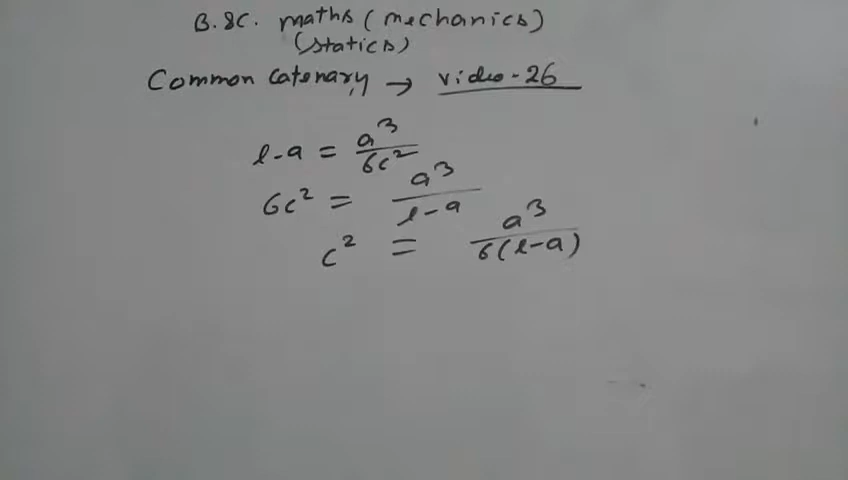 B.SC. maths (mechanics)
(statics)
Common Catenary → video-26
l-a = a³/6c²
6c² = a³/l-a
c² = a³/6(l-a)